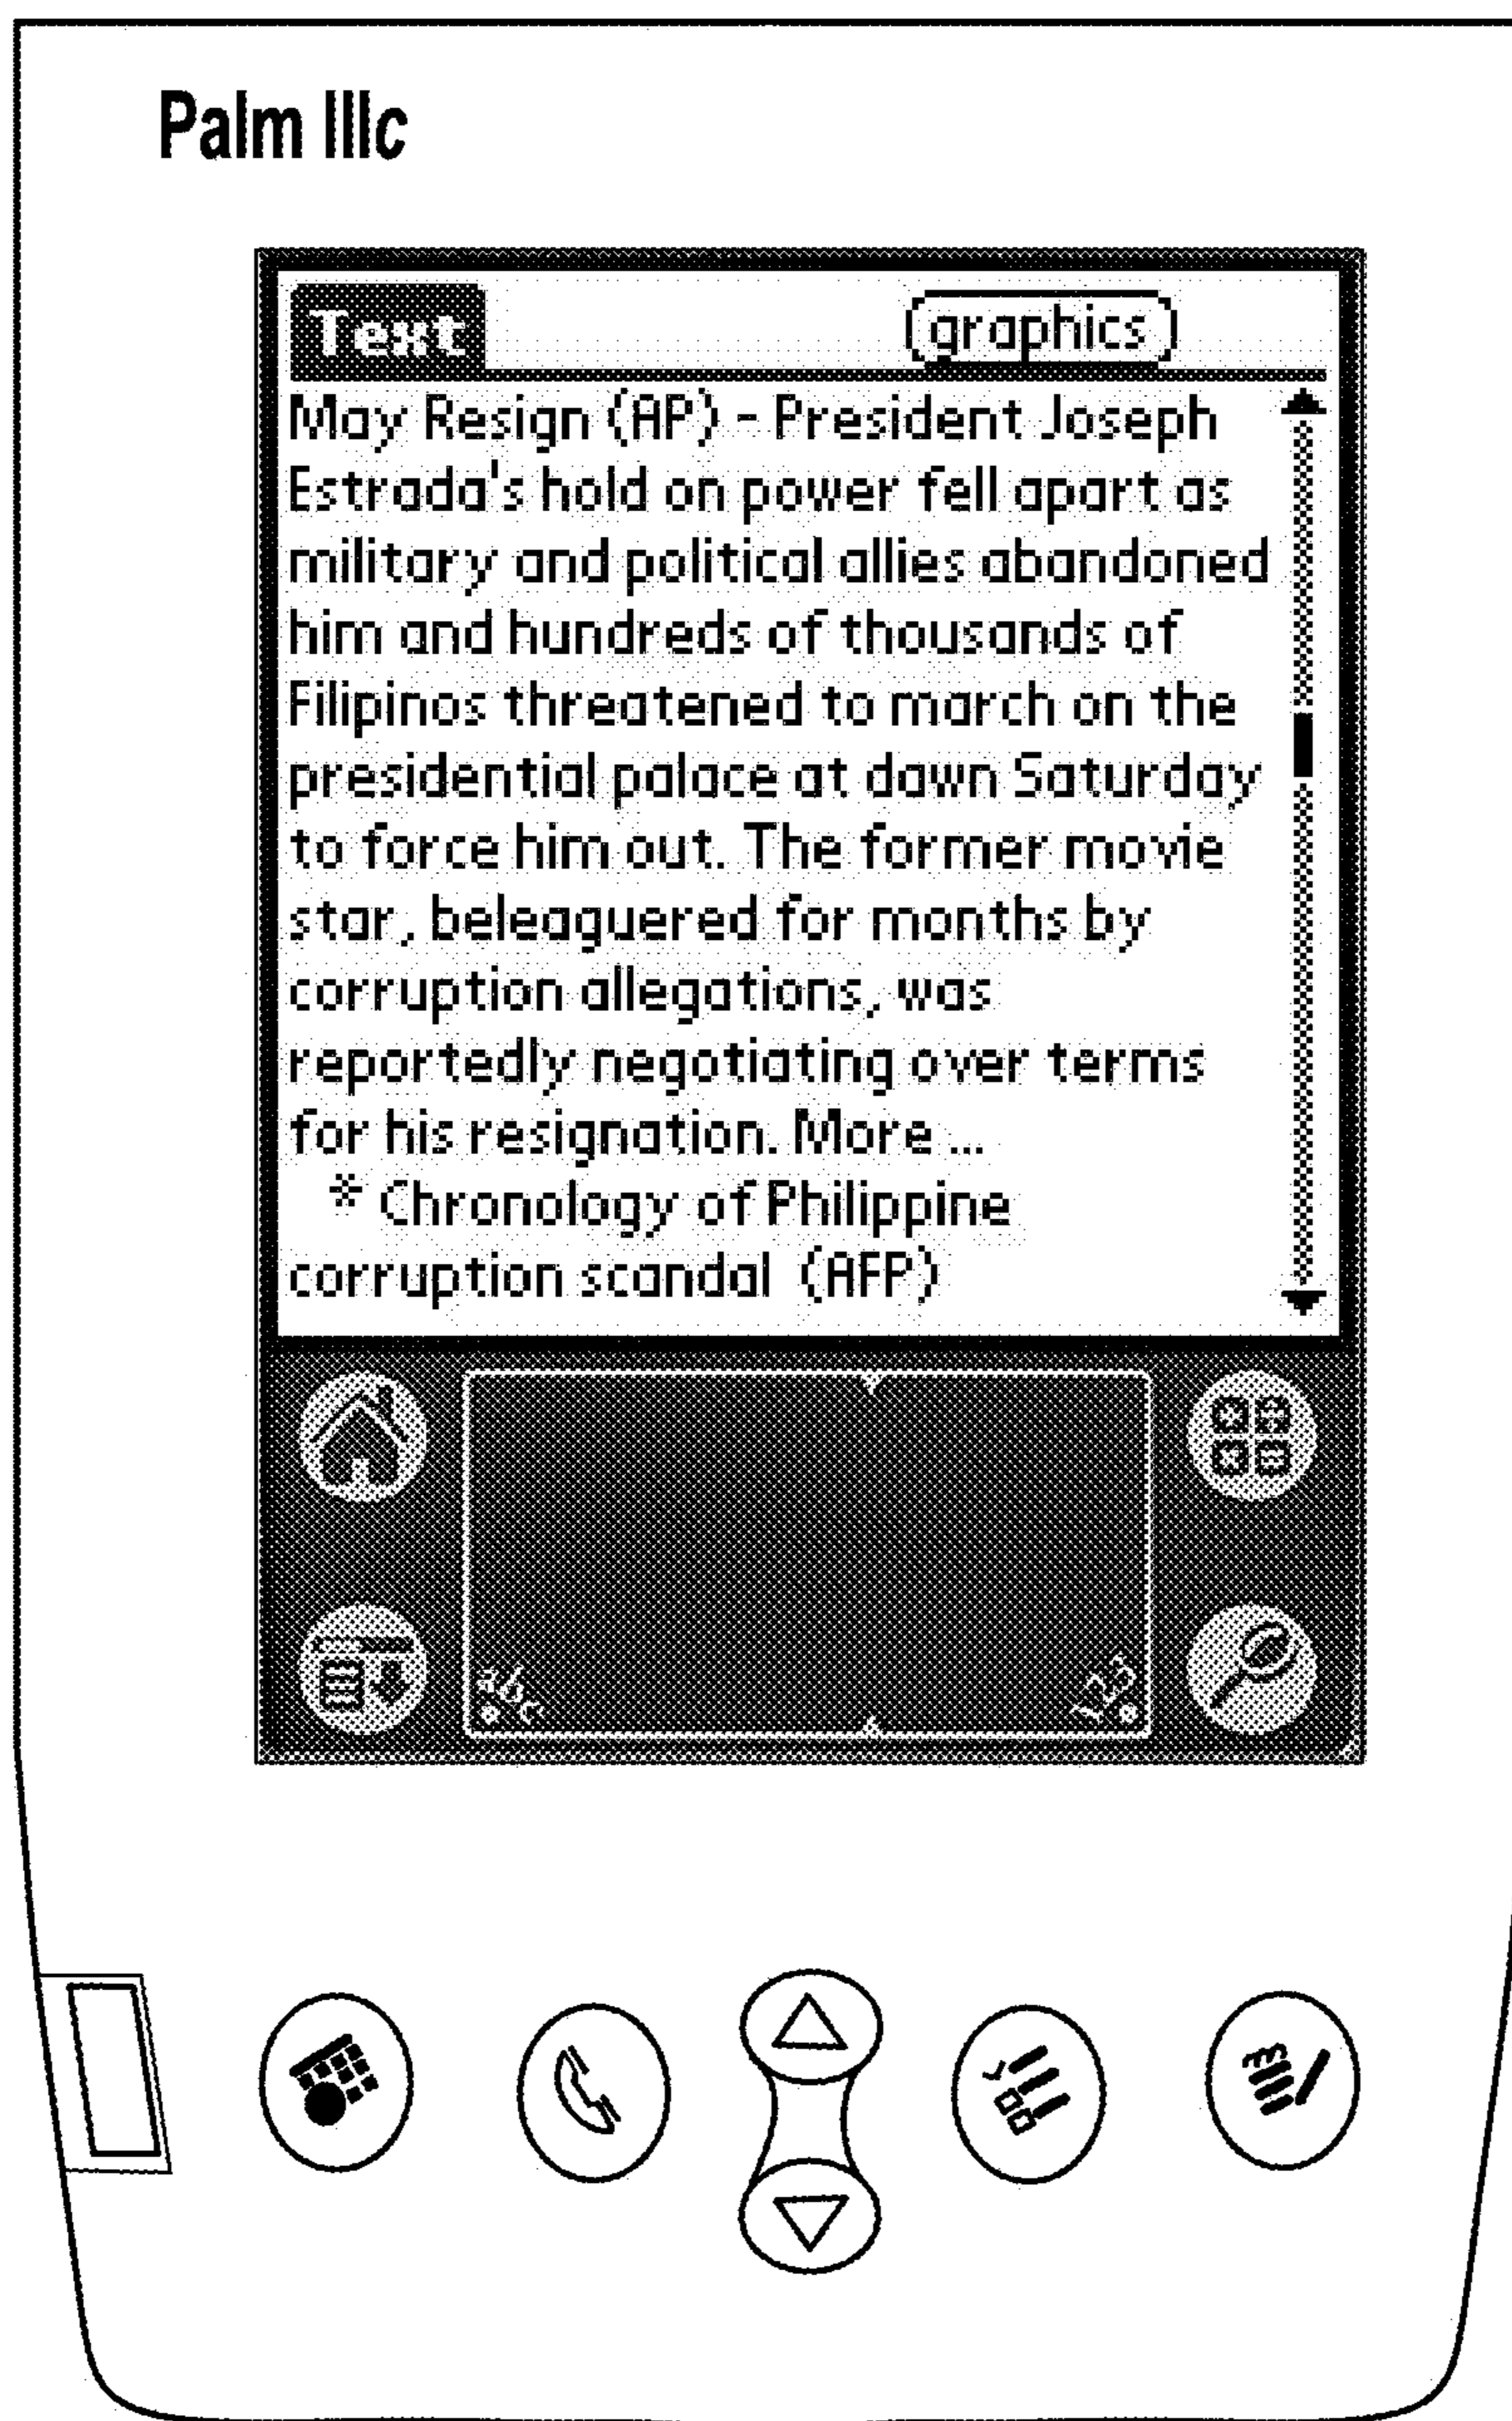 Palm IIIc
Text
graphics
May Resign (AP) - President Joseph
Estrada's hold on power fell apart as
military and political allies abandoned
him and hundreds of thousands of
Filipinos threatened to march on the
presidential palace at dawn Saturday
to force him out. The former movie
star, beleaguered for months by
corruption allegations, was
reportedly negotiating over terms
for his resignation. More ...
* Chronology of Philippine
corruption scandal (AFP)
abc
123